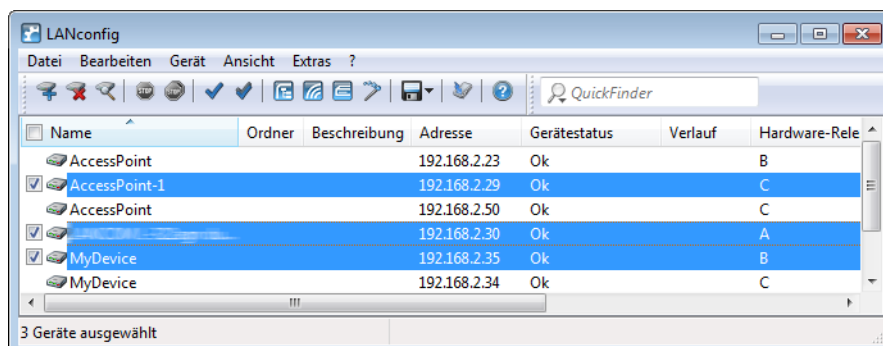 LANconfig
Datei Bearbeiten Gerät Ansicht Extras ?
QuickFinder
Name Ordner Beschreibung Adresse Gerätestatus Verlauf Hardware-Rele
AccessPoint 192.168.2.23 Ok B
AccessPoint-1 192.168.2.29 Ok C
AccessPoint 192.168.2.50 Ok C
192.168.2.30 Ok A
MyDevice 192.168.2.35 Ok B
MyDevice 192.168.2.34 Ok C
3 Geräte ausgewählt